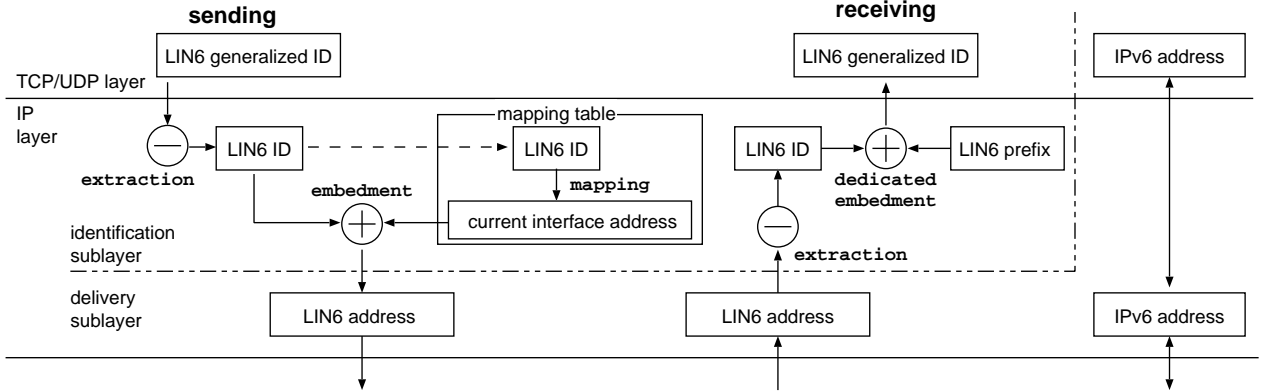 sending
receiving
LIN6 generalized ID
LIN6 generalized ID
IPv6 address
TCP/UDP layer
IP
layer
mapping table
LIN6 ID
LIN6 ID
LIN6 ID
LIN6 prefix
extraction
mapping
dedicated
embedment
embedment
current interface address
identification
sublayer
extraction
delivery
sublayer
LIN6 address
LIN6 address
IPv6 address